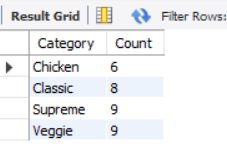 Result Grid Filter Rows:
Category Count
Chicken 6
Classic 8
Supreme 9
Veggie 9